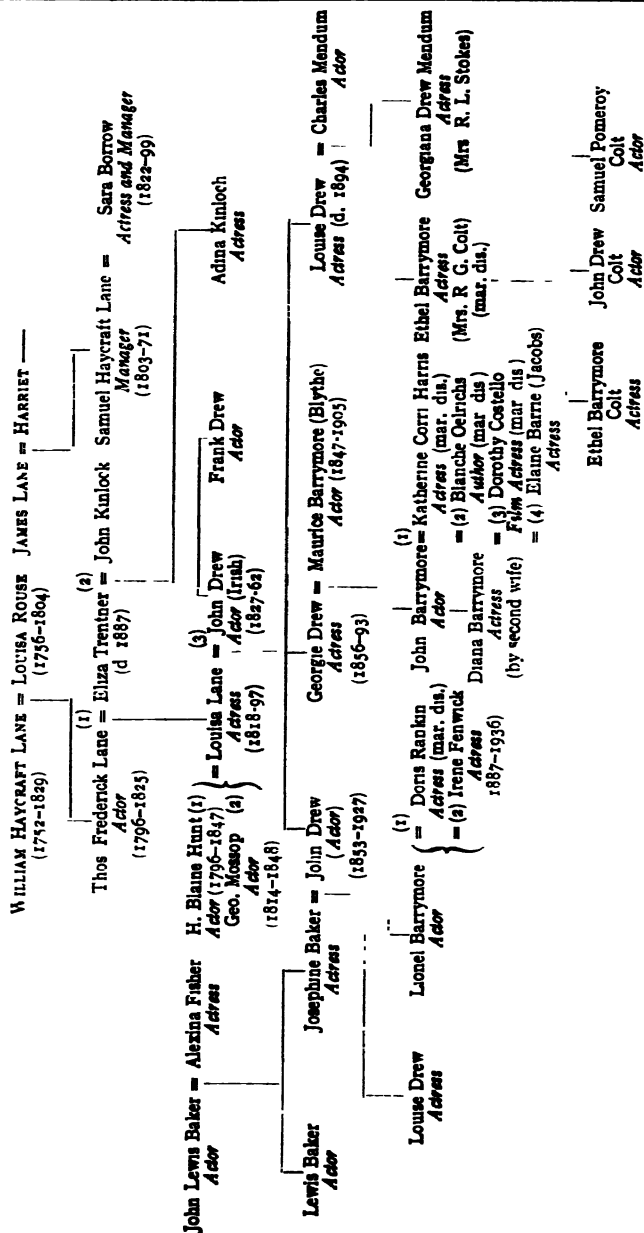 WILLIAM HAYCRAFT LANE = LOUISA ROUSE JAMES LANE = HARRIET —
(1752-1829) (1756-1804)
(1) (2)
Thos Frederick Lane = Eliza Trentner = John Kinlock Samuel Haycraft Lane = Sara Borrow
Actor (d 1887) Manager Actress and Manager
(1796-1825) (1803-71) (1822-99)
John Lewis Baker = Alexina Fisher H. Blaine Hunt (1) (3)
Actor Actress Actor (1796-1847) } = Louisa Lane = John Drew Frank Drew Adina Kinloch
Geo. Mossop (2) Actress Actor (Irish) Actor Actress
Actor (1818-97) (1827-62)
(1814-1848)
Lewis Baker Josephine Baker = John Drew Georgie Drew = Maurice Barrymore (Blythe) Louise Drew = Charles Mendum
Actor Actress (Actor) Actress Actor (1847-1905) Actress (d. 1894) Actor
(1853-1927) (1856-93)
(1) (1)
Louise Drew Lionel Barrymore { = Doris Rankin John Barrymore = Katherine Corri Harris Ethel Barrymore Georgiana Drew Mendum
Actress Actor Actress (mar. dis.) Actor Actress (mar. dis.) Actress Actress
= (2) Irene Fenwick = (2) Blanche Oelrichs (Mrs. R G. Colt) (Mrs R. L. Stokes)
Actress Diana Barrymore Author (mar dis) (mar. dis.)
1887-1936) Actress = (3) Dorothy Costello
(by second wife) Film Actress (mar dis)
= (4) Elaine Barrie (Jacobs)
Actress
Ethel Barrymore John Drew Samuel Pomeroy
Colt Colt Colt
Actress Actor Actor